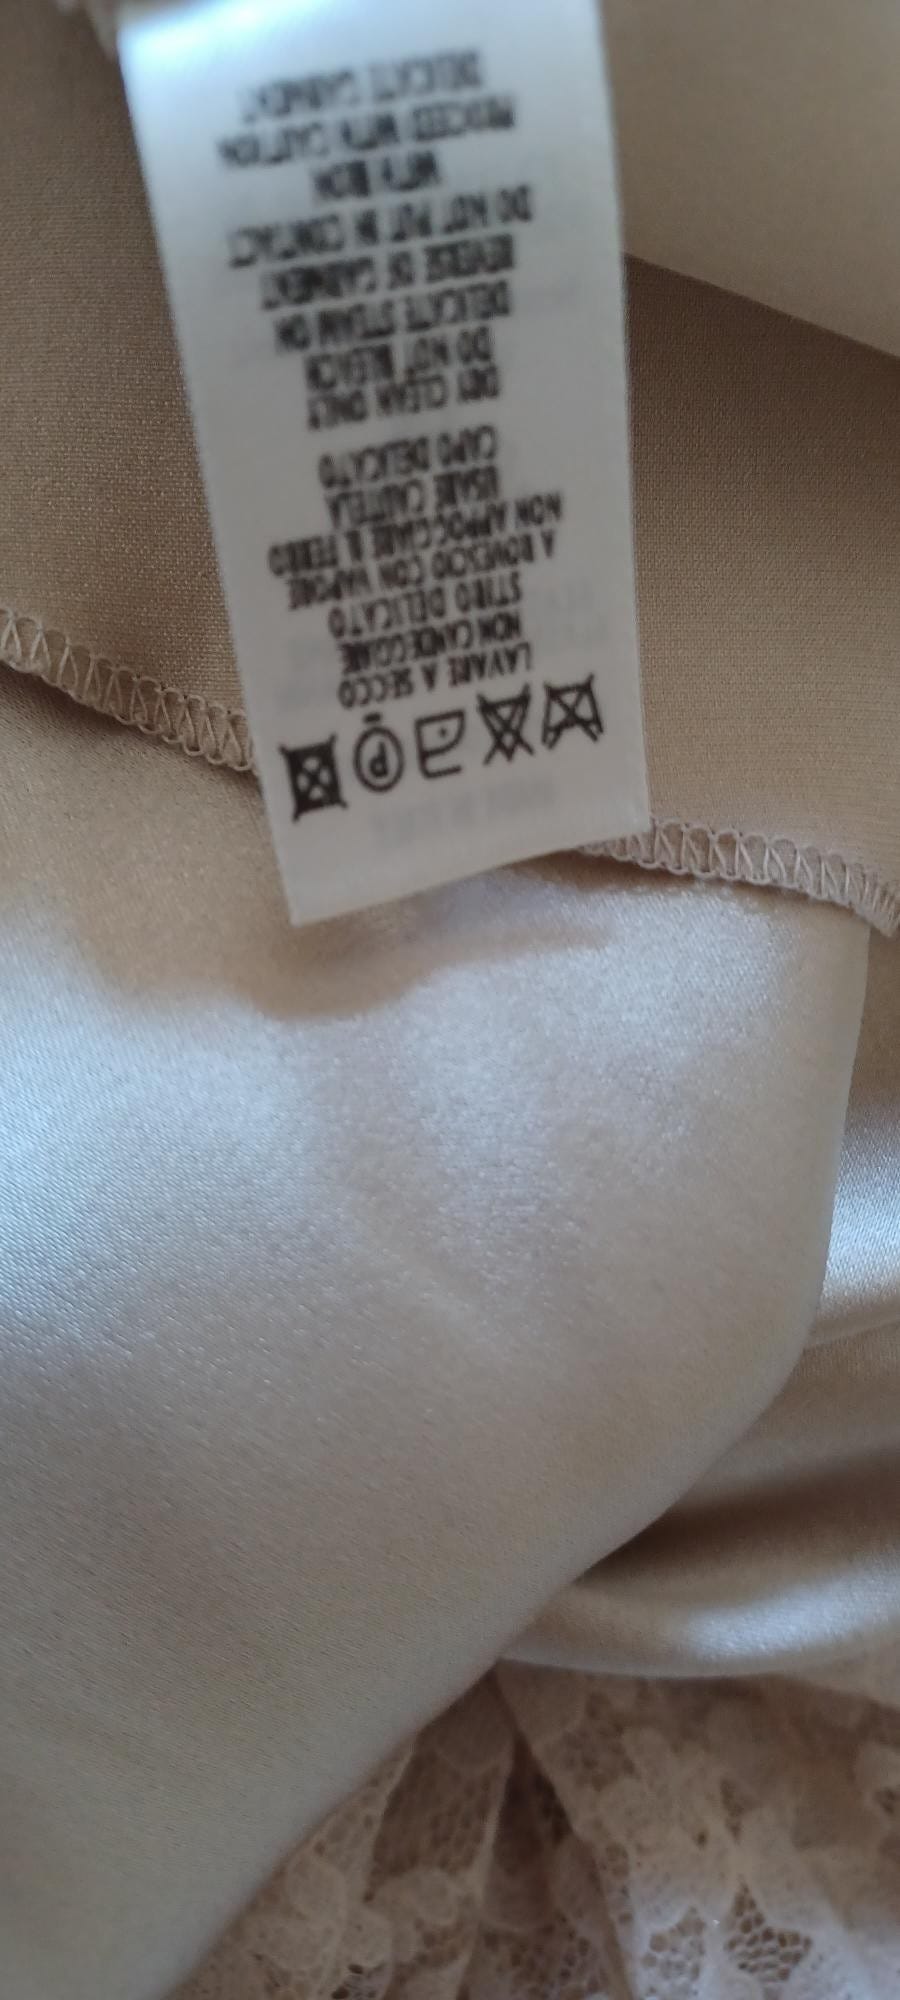 LAVARE A SECCO
NON CANDEGGIARE
STIRO DELICATO
A ROVESCIO CON VAPORE
NON APPOGGIARE IL FERRO
USARE CAUTELA
CAPO DELICATO
DRY CLEAN ONLY
DO NOT BLEACH
DELICATE STEAM ON
REVERSE OF GARMENT
DO NOT PUT IN CONTACT
WITH IRON
PROCEED WITH CAUTION
DELICATE GARMENT